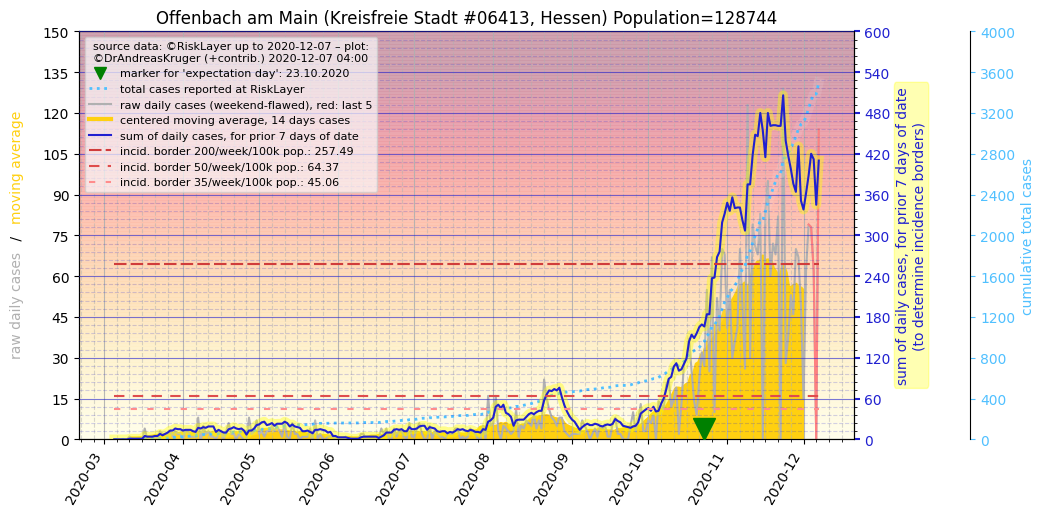 Offenbach am Main (Kreisfreie Stadt #06413, Hessen) Population=128744
source data: ©RiskLayer up to 2020-12-07 – plot:
©DrAndreasKruger (+contrib.) 2020-12-07 04:00
marker for 'expectation day': 23.10.2020
total cases reported at RiskLayer
raw daily cases (weekend-flawed), red: last 5
centered moving average, 14 days cases
sum of daily cases, for prior 7 days of date
incid. border 200/week/100k pop.: 257.49
incid. border 50/week/100k pop.: 64.37
incid. border 35/week/100k pop.: 45.06
raw daily cases / moving average
150
135
120
105
90
75
60
45
30
15
0
2020-03
2020-04
2020-05
2020-06
2020-07
2020-08
2020-09
2020-10
2020-11
2020-12
600
540
480
420
360
300
240
180
120
60
0
sum of daily cases, for prior 7 days of date
(to determine incidence borders)
4000
3600
3200
2800
2400
2000
1600
1200
800
400
0
cumulative total cases